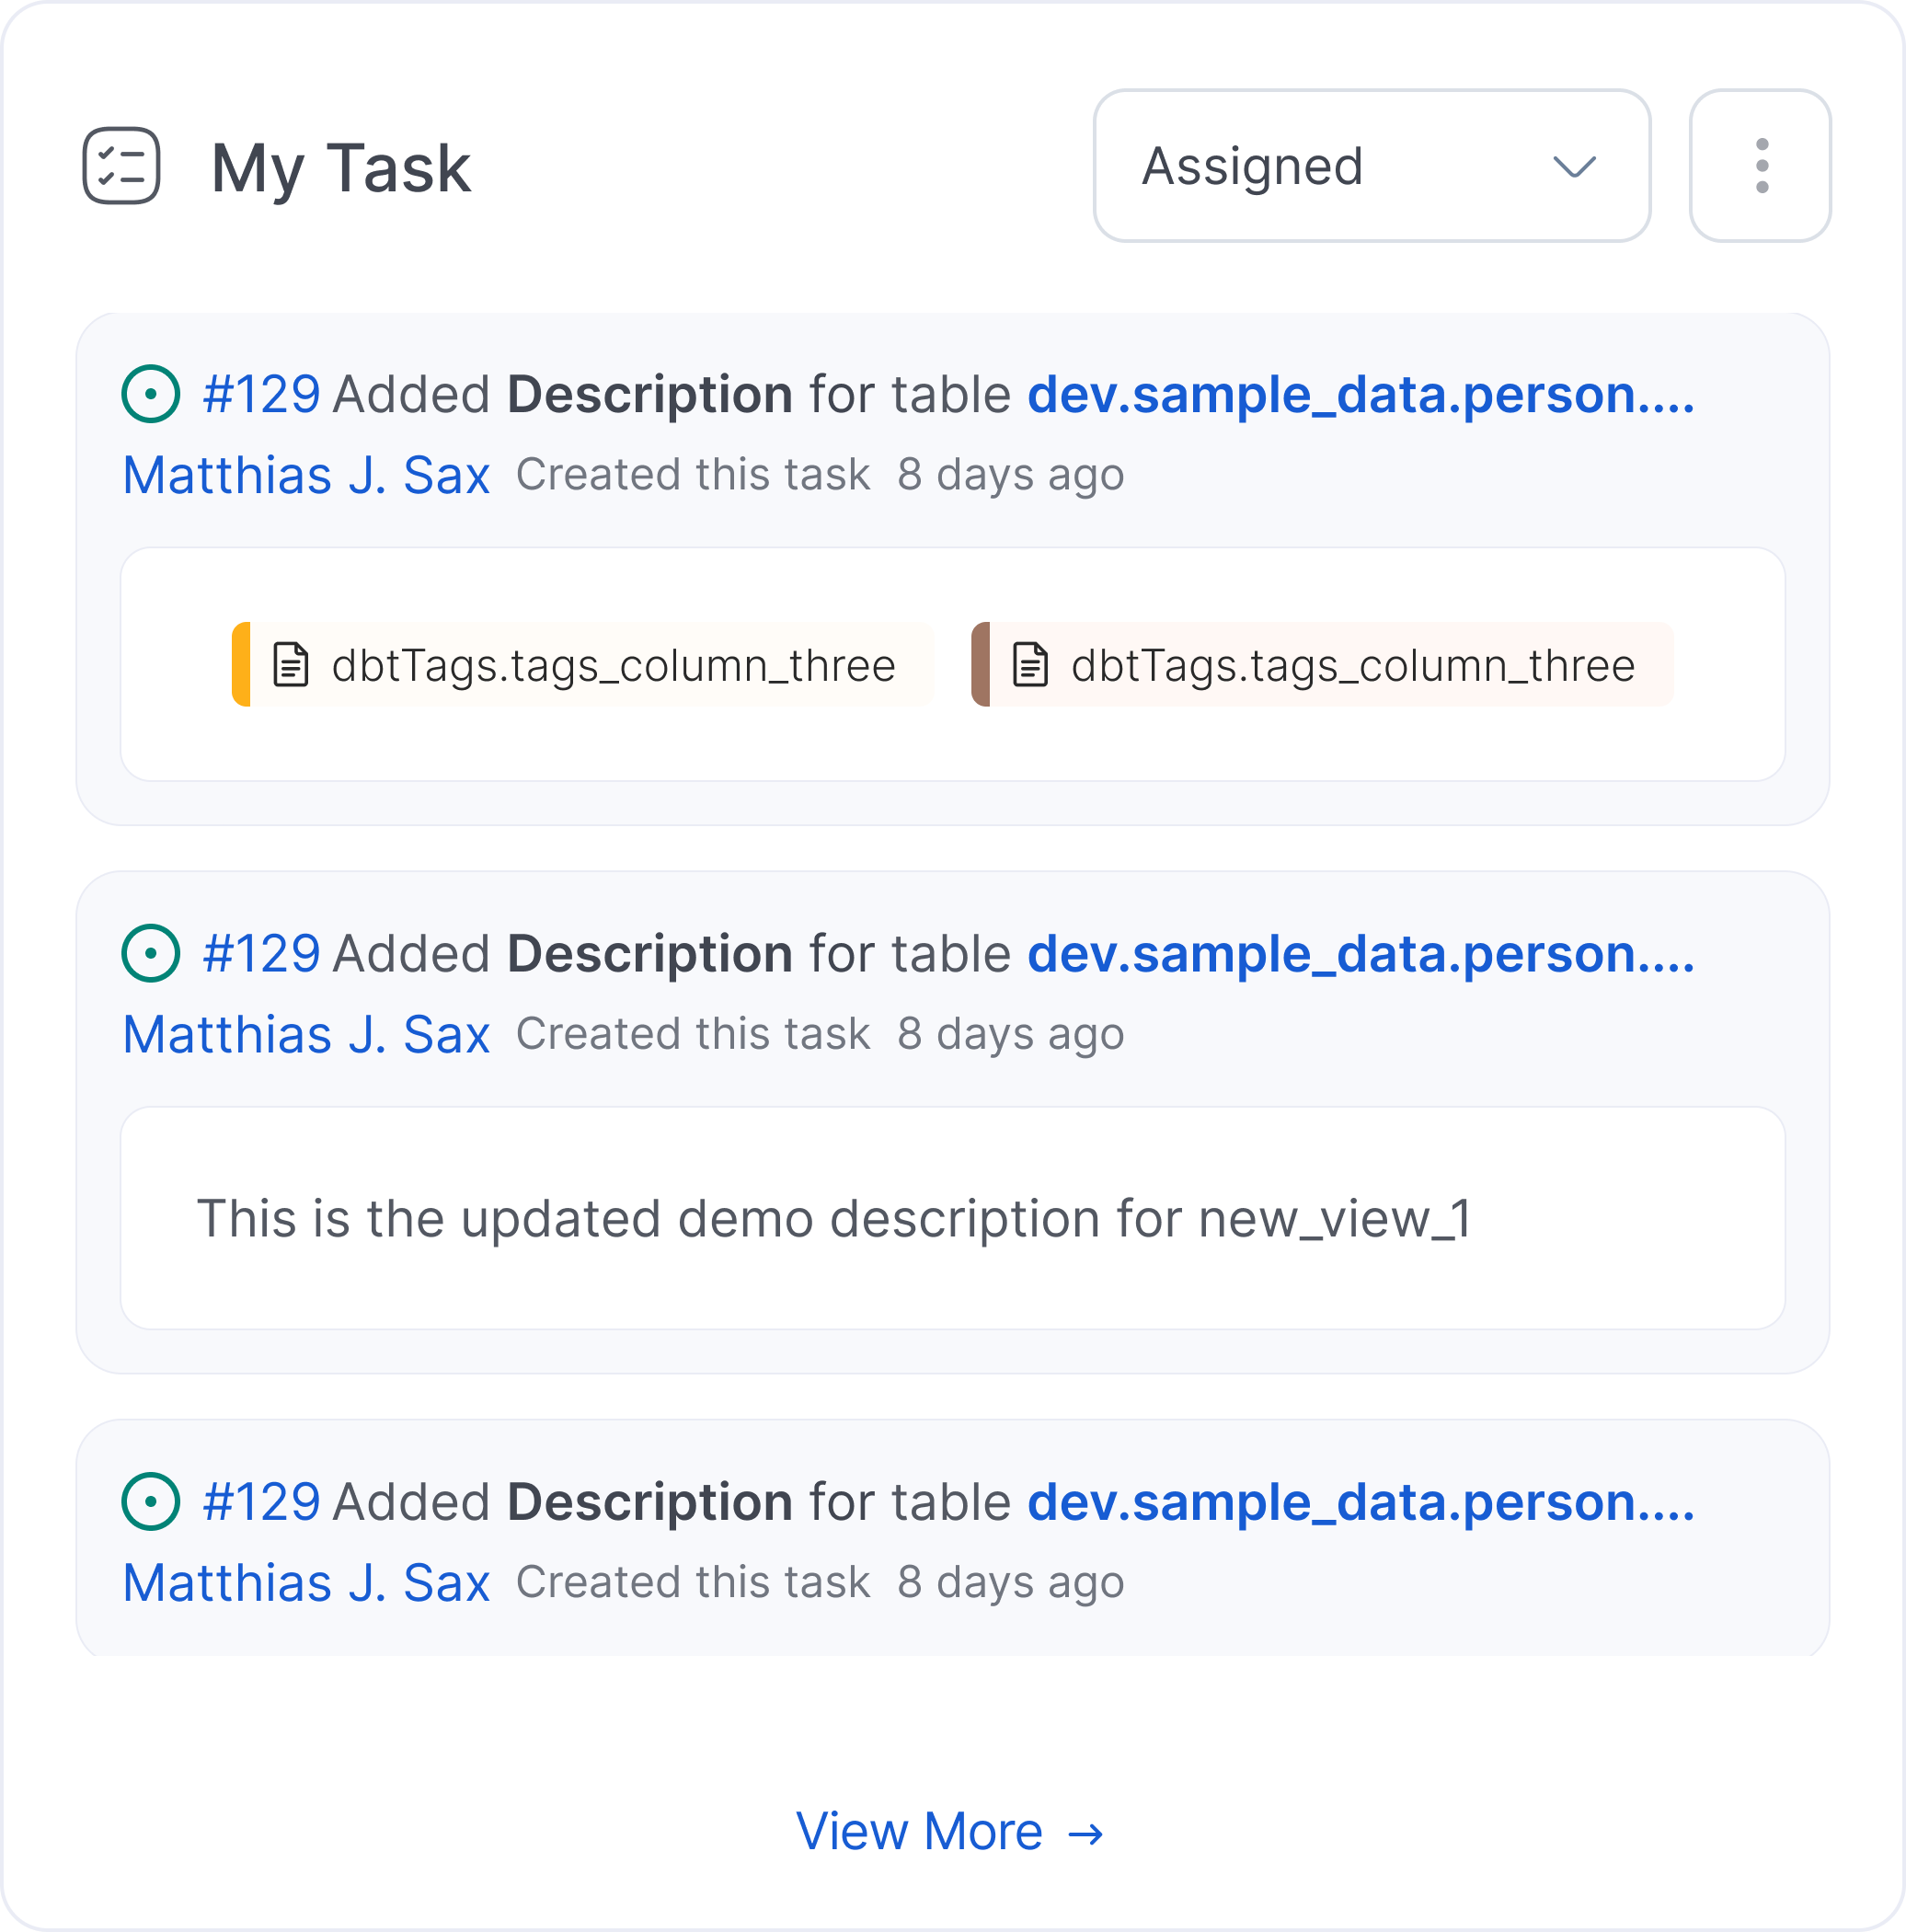 My Task
Assigned
#129 Added Description for table dev.sample_data.person....
Matthias J. Sax Created this task 8 days ago
dbtTags.tags_column_three dbtTags.tags_column_three
#129 Added Description for table dev.sample_data.person....
Matthias J. Sax Created this task 8 days ago
This is the updated demo description for new_view_1
#129 Added Description for table dev.sample_data.person....
Matthias J. Sax Created this task 8 days ago
View More →